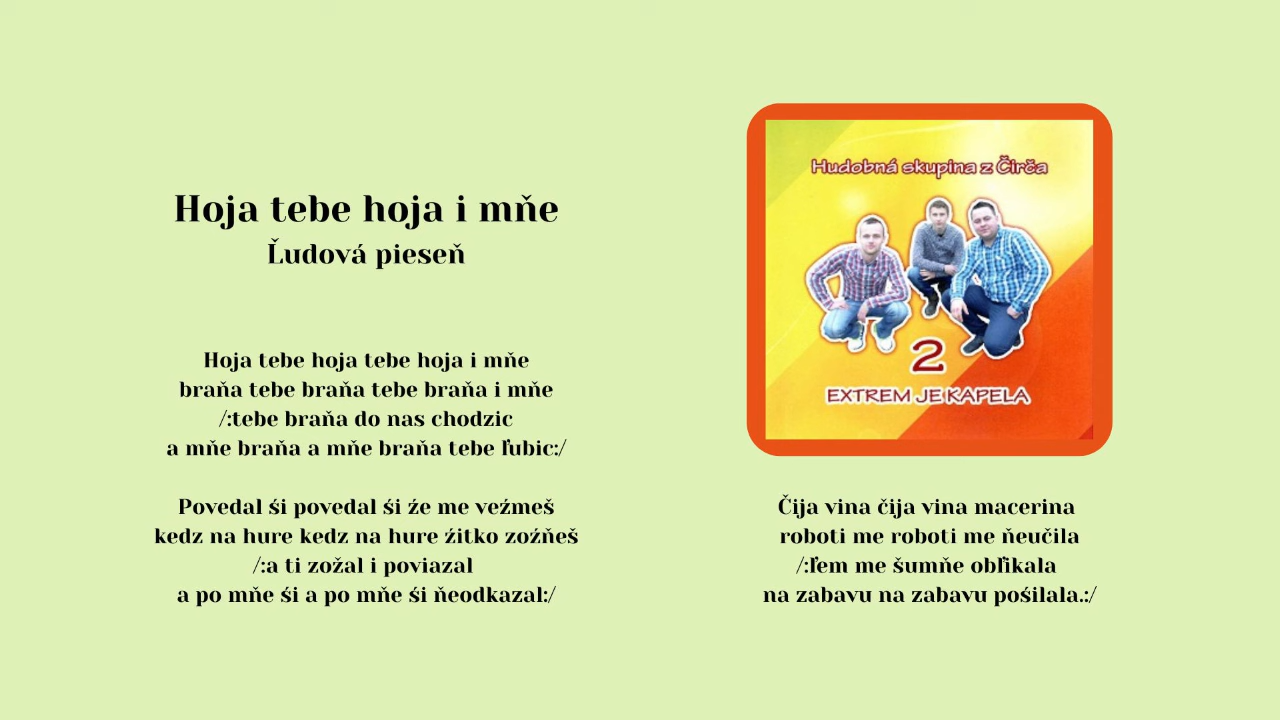 Hoja tebe hoja i mňe
Ľudová pieseň
Hoja tebe hoja tebe hoja i mňe
braňa tebe braňa tebe braňa i mňe
/:tebe braňa do nas chodzic
a mňe braňa a mňe braňa tebe ľubic:/
Povedal śi povedal śi źe me veźmeš
kedz na hure kedz na hure źitko zoźňeš
/:a ti zožal i poviazal
a po mňe śi a po mňe śi ňeodkazal:/
Hudobná skupina z Čirča
2
EXTREM JE KAPELA
Čija vina čija vina macerina
roboti me roboti me ňeučila
/:ľem me šumňe obľikala
na zabavu na zabavu pośilala.:/